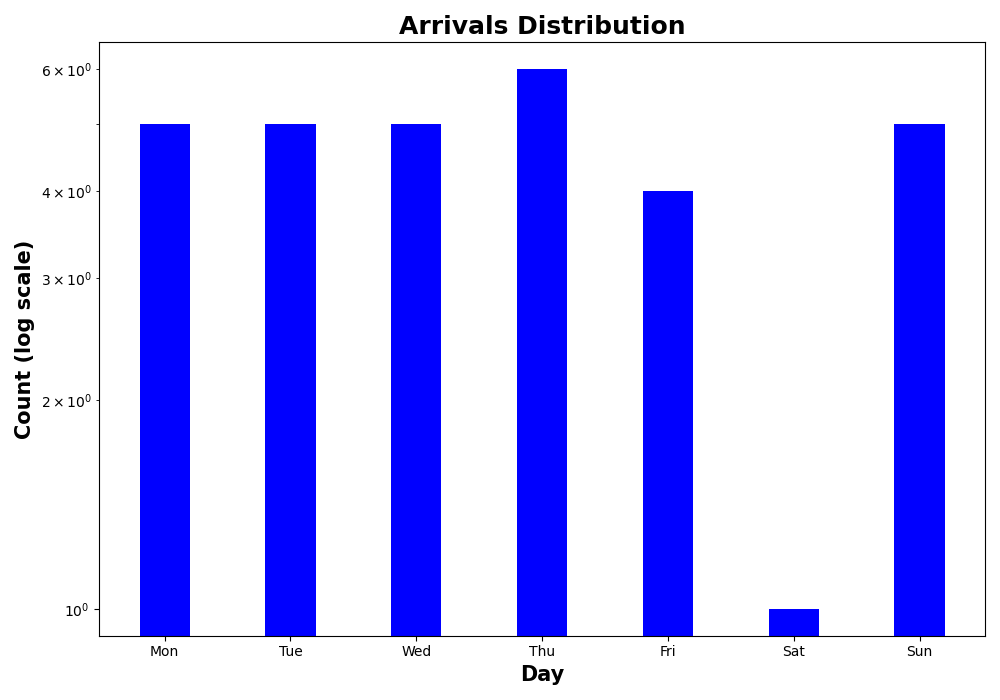 Arrivals Distribution
Count (log scale)
6 × 10⁰
4 × 10⁰
3 × 10⁰
2 × 10⁰
10⁰
Mon Tue Wed Thu Fri Sat Sun
Day